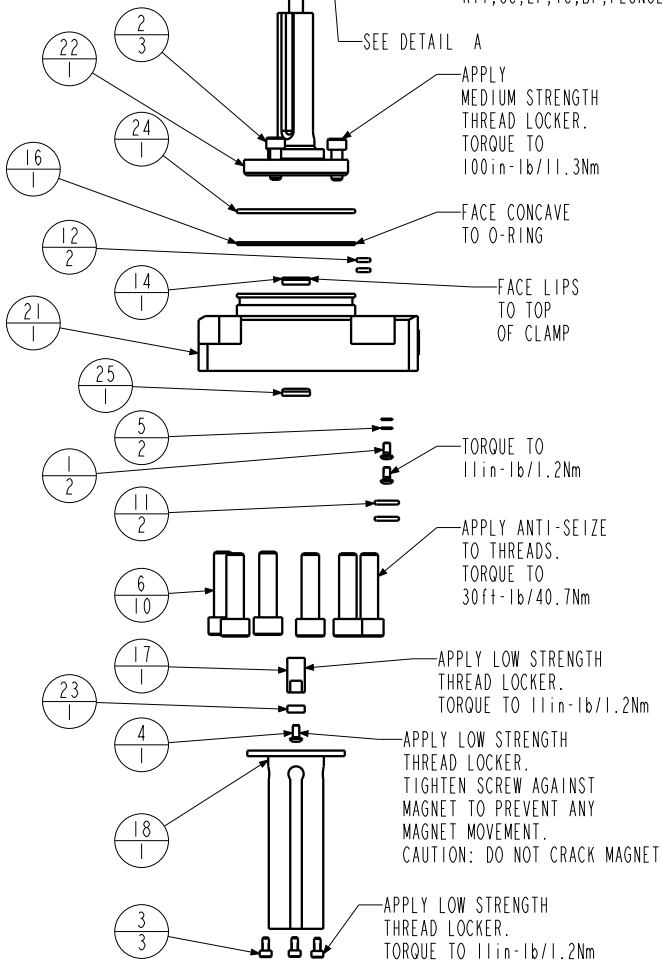 SEE DETAIL A
2
3
22
1
APPLY
MEDIUM STRENGTH
THREAD LOCKER.
TORQUE TO
100in-lb/11.3Nm
24
1
16
1
FACE CONCAVE
TO O-RING
12
2
14
1
FACE LIPS
TO TOP
OF CLAMP
21
1
25
1
5
2
1
2
TORQUE TO
11in-lb/1.2Nm
11
2
APPLY ANTI-SEIZE
TO THREADS.
TORQUE TO
30ft-lb/40.7Nm
6
10
17
1
APPLY LOW STRENGTH
THREAD LOCKER.
TORQUE TO 11in-lb/1.2Nm
23
1
4
1
APPLY LOW STRENGTH
THREAD LOCKER.
TIGHTEN SCREW AGAINST
MAGNET TO PREVENT ANY
MAGNET MOVEMENT.
CAUTION: DO NOT CRACK MAGNET
18
1
3
3
APPLY LOW STRENGTH
THREAD LOCKER.
TORQUE TO 11in-lb/1.2Nm